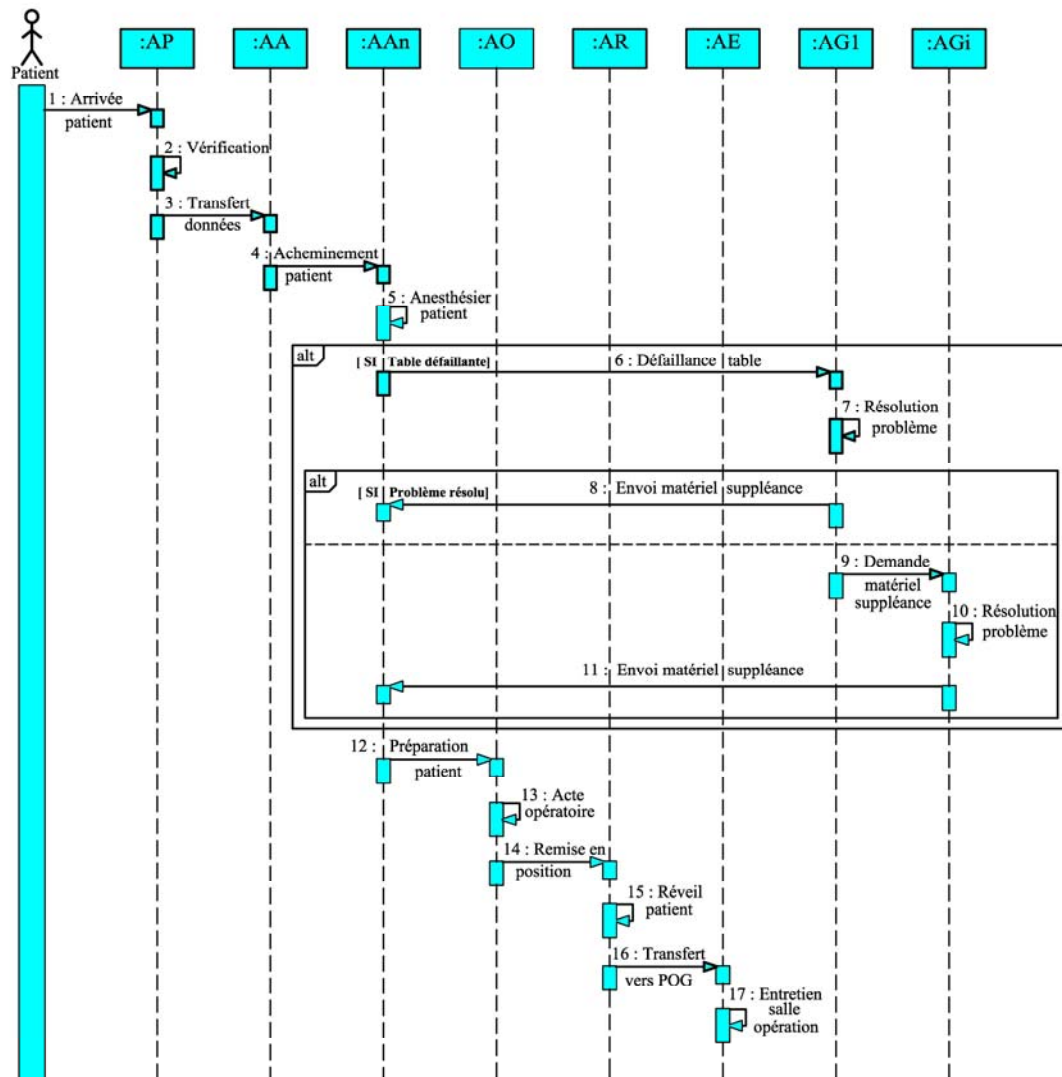 Patient
:AP
:AA
:AAn
:AO
:AR
:AE
:AG1
:AGi
1 : Arrivée
patient
2 : Vérification
3 : Transfert
données
4 : Acheminement
patient
5 : Anesthésier
patient
alt
[ SI Table défaillante]
6 : Défaillance table
7 : Résolution
problème
alt
[ SI Problème résolu]
8 : Envoi matériel suppléance
9 : Demande
matériel
suppléance
10 : Résolution
problème
11 : Envoi matériel suppléance
12 : Préparation
patient
13 : Acte
opératoire
14 : Remise en
position
15 : Réveil
patient
16 : Transfert
vers POG
17 : Entretien
salle
opération